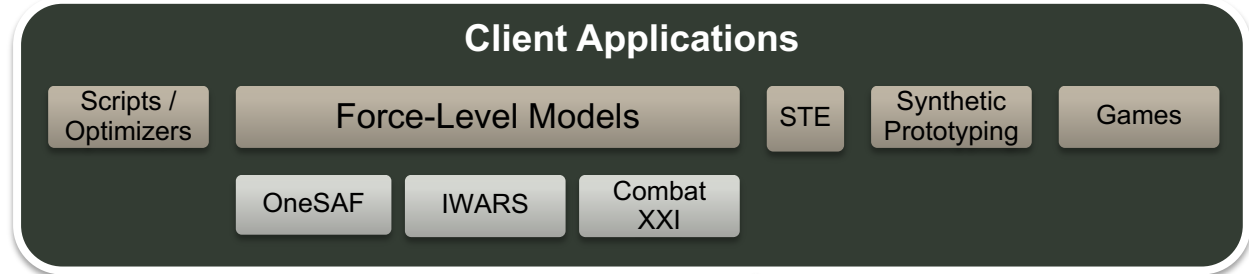 Client Applications
Scripts /
Optimizers
Force-Level Models
STE
Synthetic
Prototyping
Games
OneSAF
IWARS
Combat
XXI